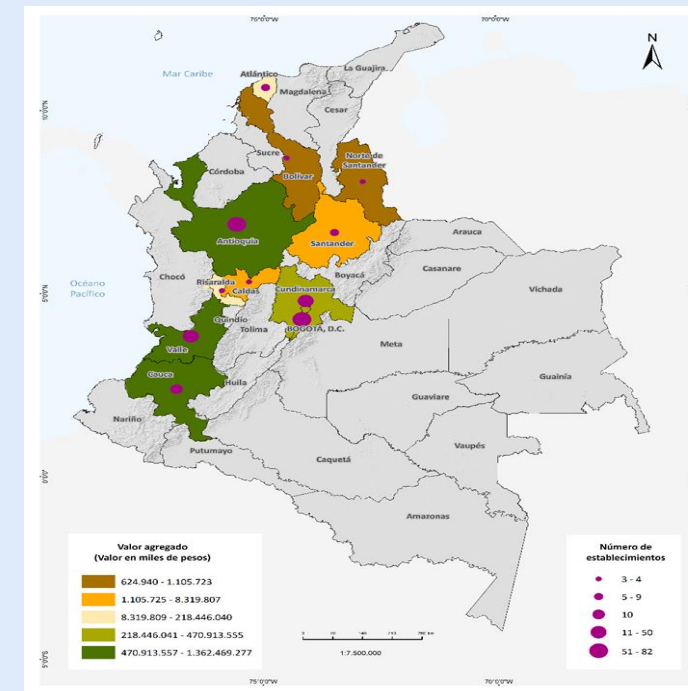 75°0'0"W
70°0'0"W
N
Mar Caribe
Atlántico
La Guajira
Magdalena
10°0'0"N
Cesar
Sucre
Norte de
Santander
Córdoba
Bolívar
Arauca
Antioquia
Santander
Casanare
Chocó
Boyacá
Océano
Pacífico
Risaralda
Caldas
Cundinamarca
Vichada
5°0'0"N
Quindío
Tolima
BOGOTÁ, D.C.
Valle
Meta
Cauca
Huila
Guainía
Guaviare
Nariño
Vaupés
Putumayo
Caquetá
0°0'0"
Amazonas
Valor agregado
(Valor en miles de pesos)
624.940 - 1.105.723
1.105.725 - 8.319.807
8.319.809 - 218.446.040
218.446.041 - 470.913.555
470.913.557 - 1.362.469.277
Número de
establecimientos
3 - 4
5 - 9
10
11 - 50
51 - 82
1:7.500.000
5°0'0"S
75°0'0"W
70°0'0"W